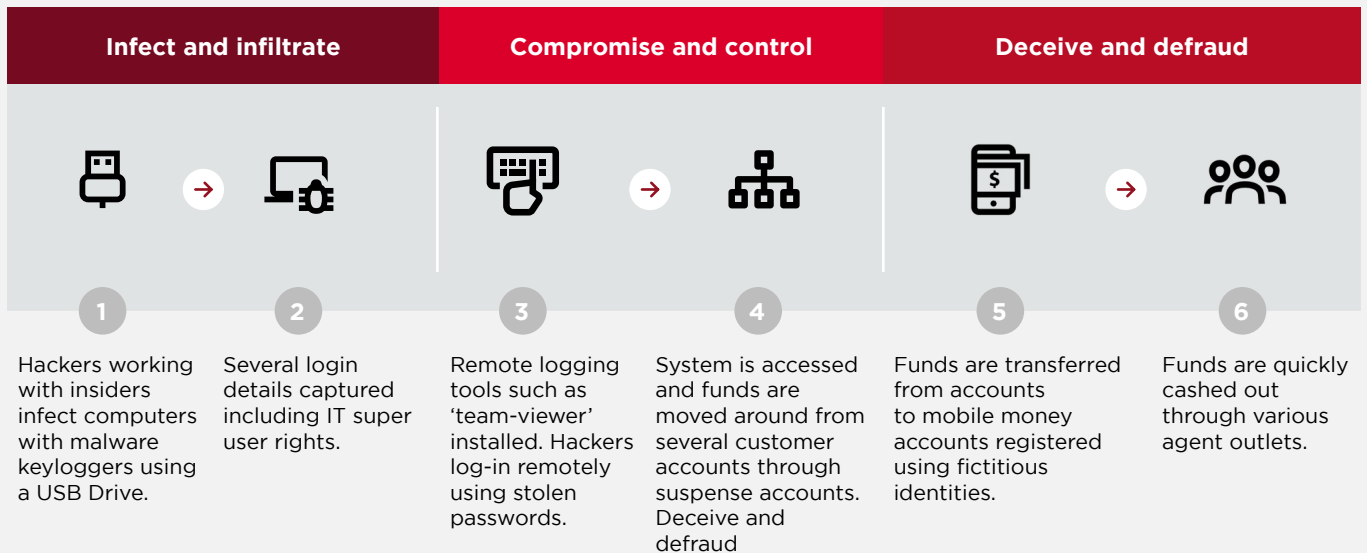 Infect and infiltrate
Compromise and control
Deceive and defraud
$
1
Hackers working
with insiders
infect computers
with malware
keyloggers using
a USB Drive.
2
Several login
details captured
including IT super
user rights.
3
Remote logging
tools such as
‘team-viewer’
installed. Hackers
log-in remotely
using stolen
passwords.
4
System is accessed
and funds are
moved around from
several customer
accounts through
suspense accounts.
Deceive and
defraud
5
Funds are transferred
from accounts
to mobile money
accounts registered
using fictitious
identities.
6
Funds are quickly
cashed out
through various
agent outlets.